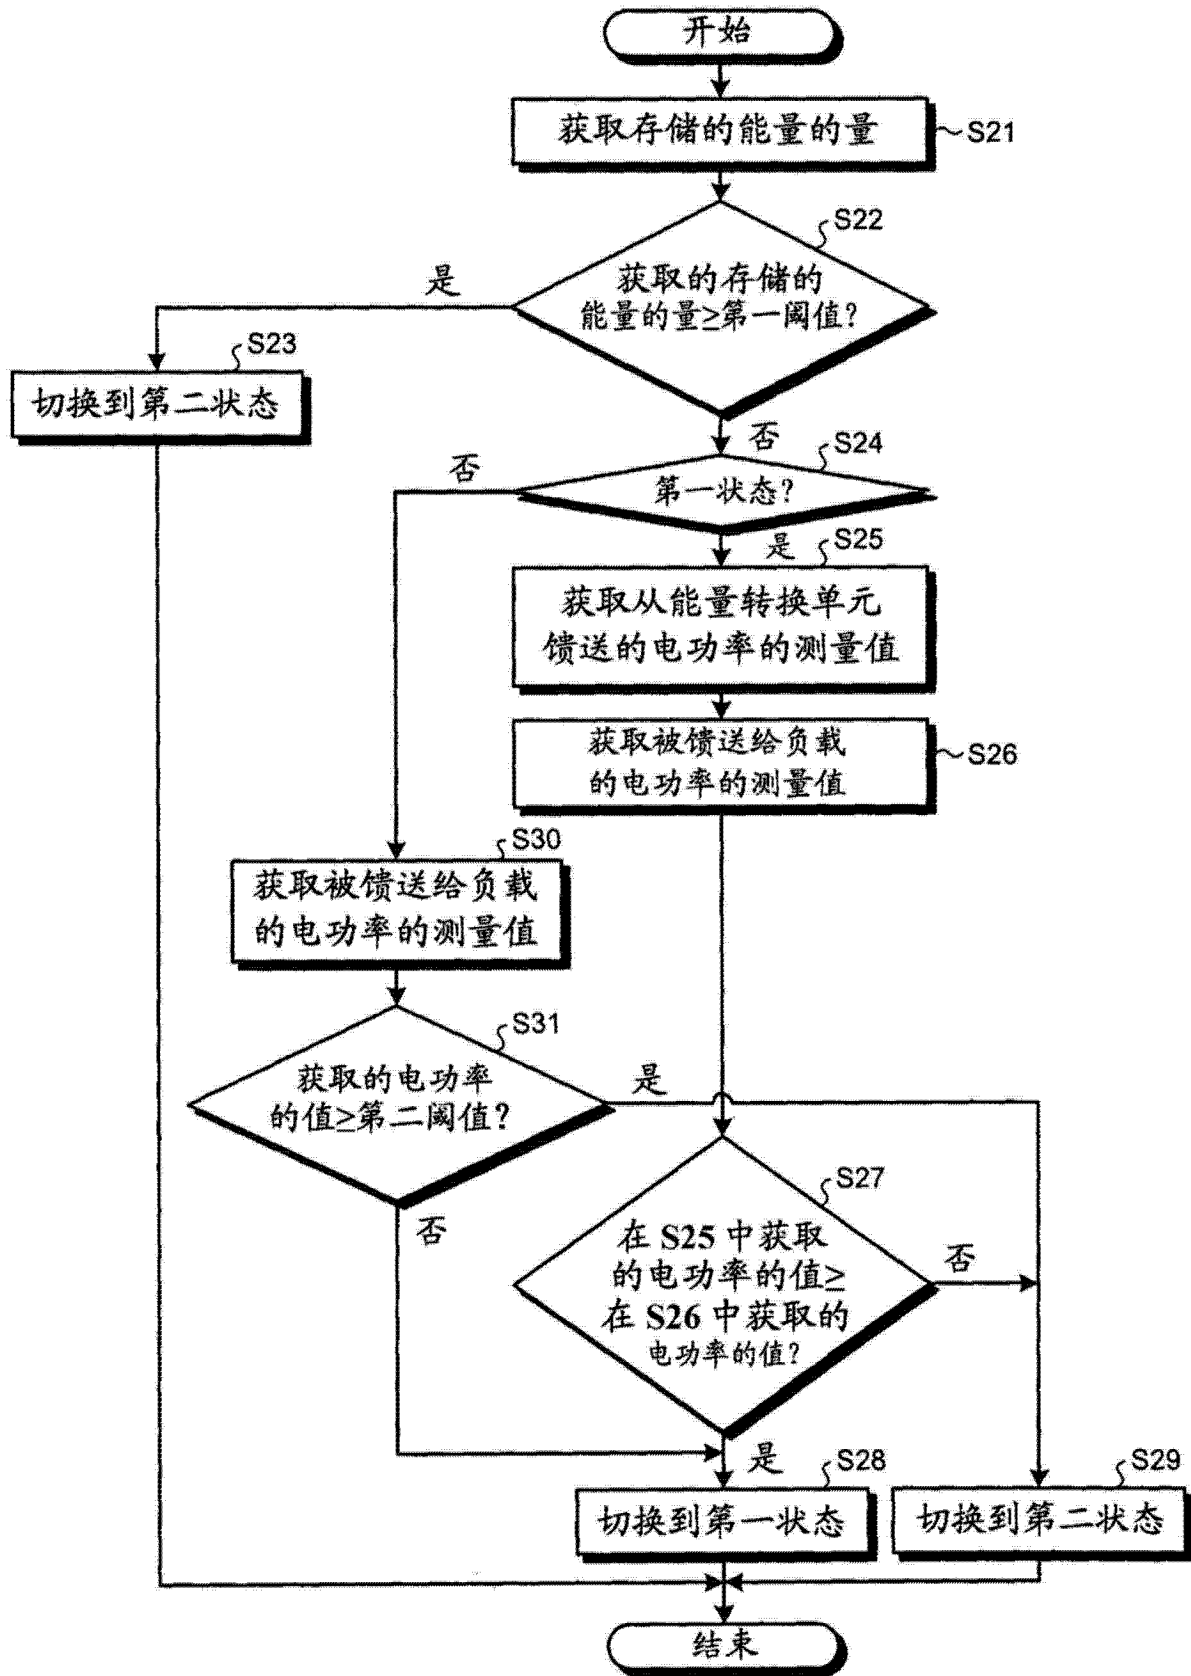 开始
获取存储的能量的量
S21
S22
获取的存储的
能量的量≥第一阈值?
是
S23
切换到第二状态
否
S24
第一状态?
否
是
S25
获取从能量转换单元
馈送的电功率的测量值
获取被馈送给负载
的电功率的测量值
S26
S30
获取被馈送给负载
的电功率的测量值
S31
获取的电功率
的值≥第二阈值?
是
否
S27
在 S25 中获取
的电功率的值≥
在 S26 中获取的
电功率的值?
否
是
S28
切换到第一状态
S29
切换到第二状态
结束